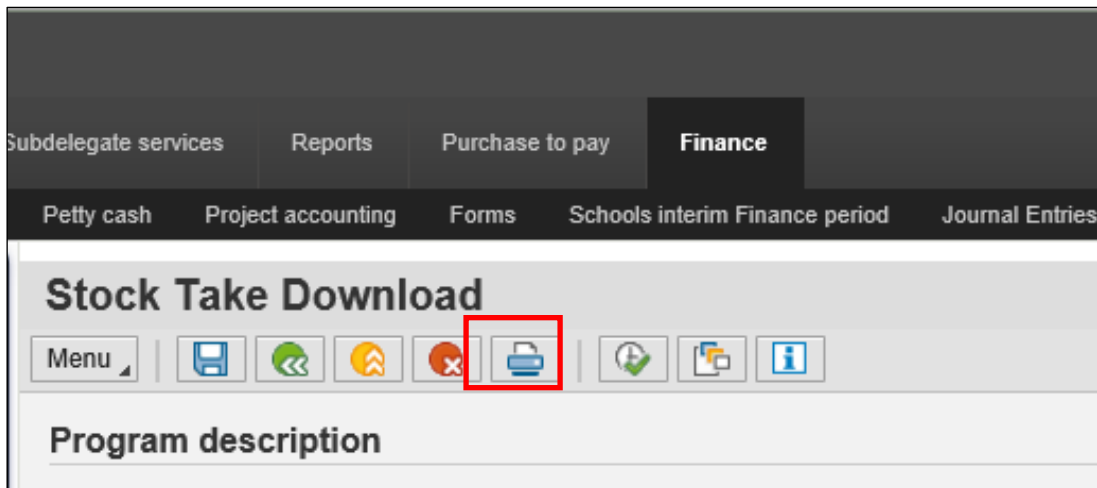 Subdelegate services Reports Purchase to pay Finance
Petty cash Project accounting Forms Schools interim Finance period Journal Entries
Stock Take Download
Menu
Program description